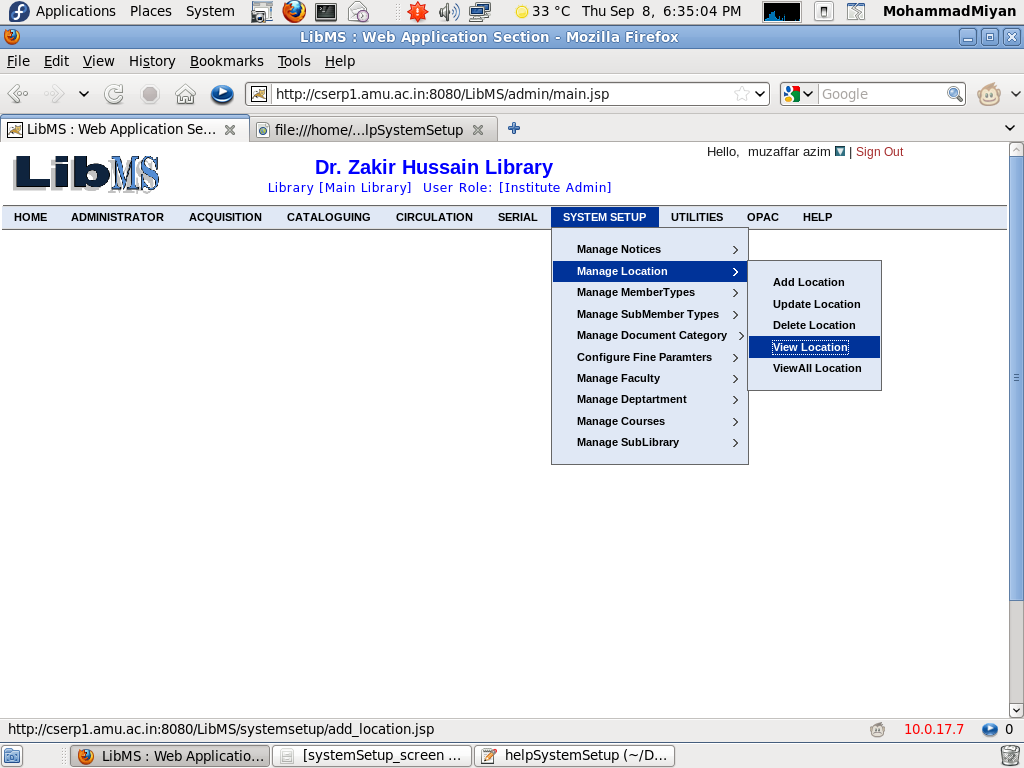 Applications Places System 33 °C Thu Sep 8, 6:35:04 PM MohammadMiyan
LibMS : Web Application Section - Mozilla Firefox
File Edit View History Bookmarks Tools Help
http://cserp1.amu.ac.in:8080/LibMS/admin/main.jsp Google
LibMS : Web Application Se... file:///home/...lpSystemSetup
Hello, muzaffar azim | Sign Out
LibMS
Dr. Zakir Hussain Library
Library [Main Library] User Role: [Institute Admin]
HOME ADMINISTRATOR ACQUISITION CATALOGUING CIRCULATION SERIAL SYSTEM SETUP UTILITIES OPAC HELP
Manage Notices
Manage Location
Manage MemberTypes
Manage SubMember Types
Manage Document Category
Configure Fine Paramters
Manage Faculty
Manage Deptartment
Manage Courses
Manage SubLibrary
Add Location
Update Location
Delete Location
View Location
ViewAll Location
http://cserp1.amu.ac.in:8080/LibMS/systemsetup/add_location.jsp 10.0.17.7 0
LibMS : Web Applicatio... [systemSetup_screen ... helpSystemSetup (~/D...